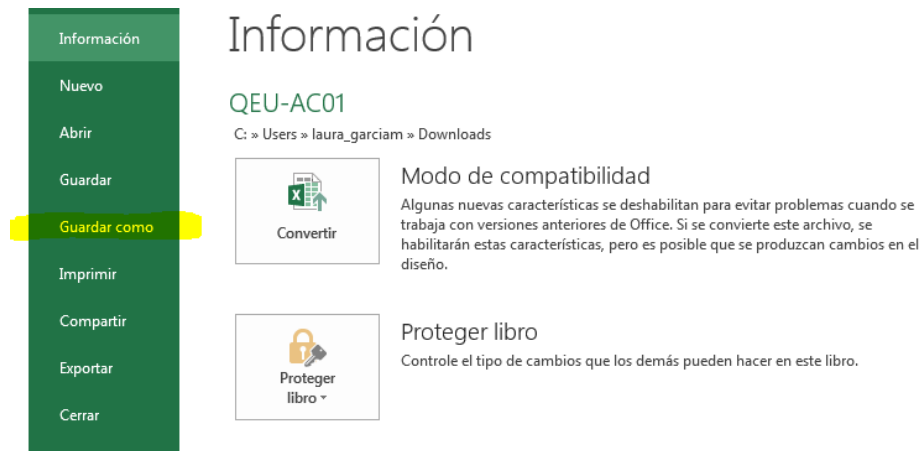 Información
Nuevo
Abrir
Guardar
Guardar como
Imprimir
Compartir
Exportar
Cerrar
Información
QEU-AC01
C: » Users » laura_garciam » Downloads
Convertir
Modo de compatibilidad
Algunas nuevas características se deshabilitan para evitar problemas cuando se
trabaja con versiones anteriores de Office. Si se convierte este archivo, se
habilitarán estas características, pero es posible que se produzcan cambios en el
diseño.
Proteger
libro
Proteger libro
Controle el tipo de cambios que los demás pueden hacer en este libro.